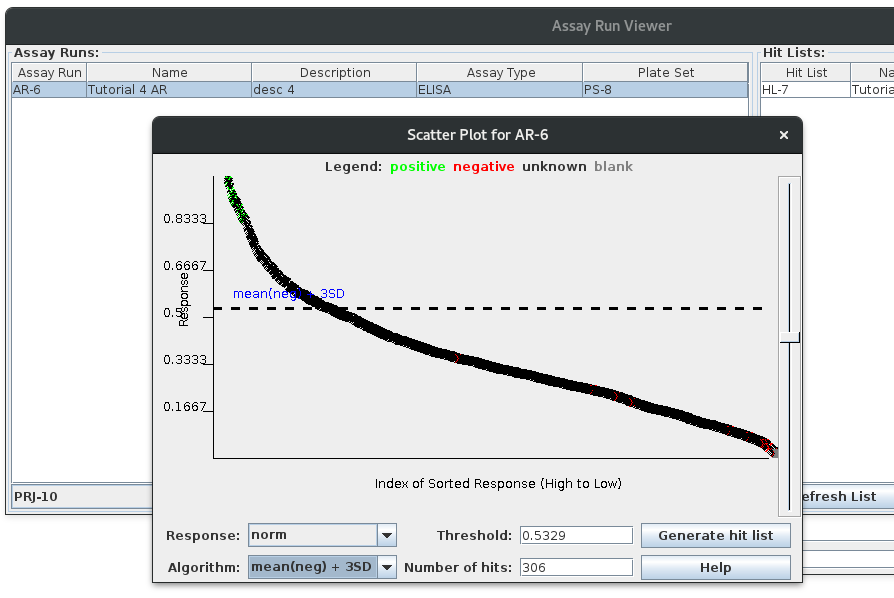 Assay Run Viewer
Assay Runs:
Hit Lists:
Assay Run Name Description Assay Type Plate Set
Hit List Na
AR-6 Tutorial 4 AR desc 4 ELISA PS-8
HL-7 Tutoria
Scatter Plot for AR-6 ×
Legend: positive negative unknown blank
0.8333
0.6667
mean(neg) + 3SD
0.3333
0.1667
Response
Index of Sorted Response (High to Low)
PRJ-10
efresh List
Response: norm Threshold: 0.5329 Generate hit list
Algorithm: mean(neg) + 3SD Number of hits: 306 Help